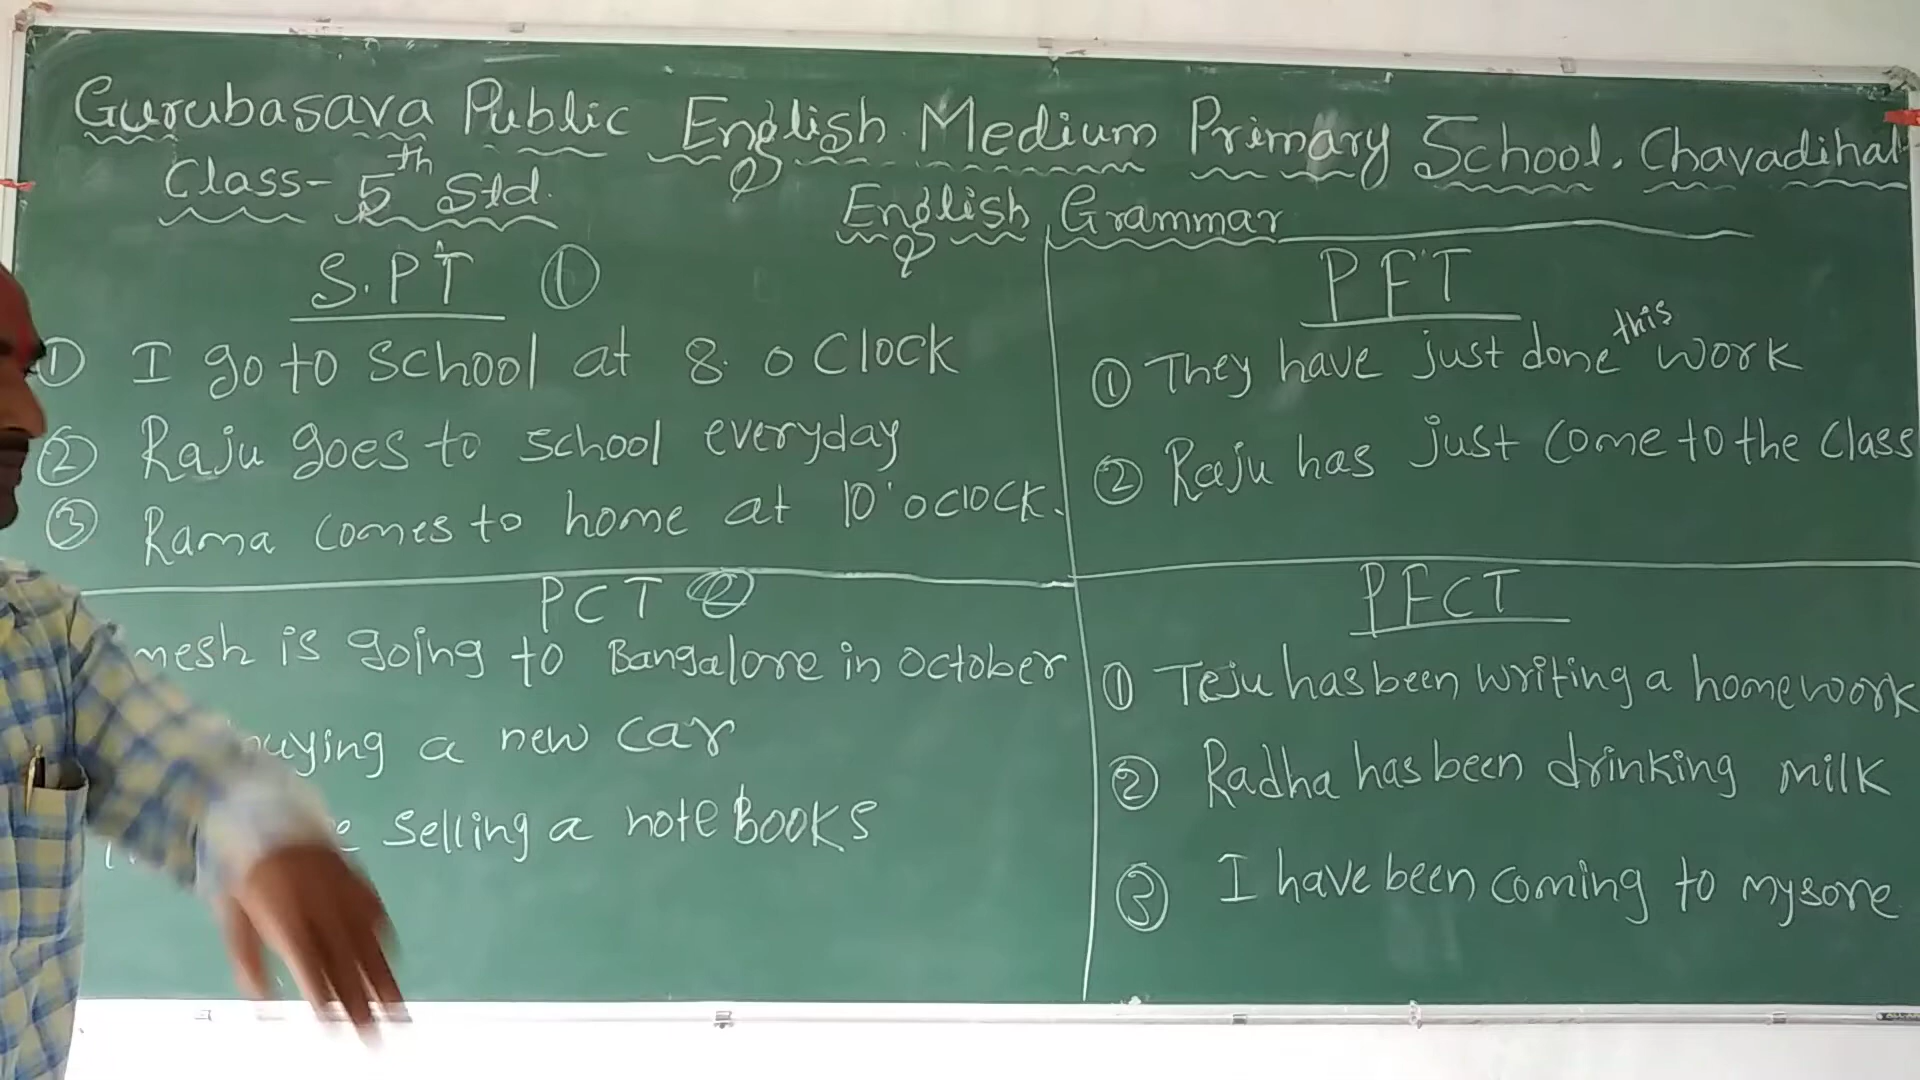 Gurubasava Public English Medium Primary School. Chavadihal
Class- 5th Std.
English Grammar
S.PT ①
① I go to school at 8. o Clock
② Raju goes to school everyday
③ Rama comes to home at 10' oclock.
PCT ②
mesh is going to Bangalore in october
buying a new car
selling a note Books
PFT
① They have just done this work
② Raju has just come to the class
PFCT
① Teju has been writing a homework
② Radha has been drinking milk
③ I have been coming to mysore